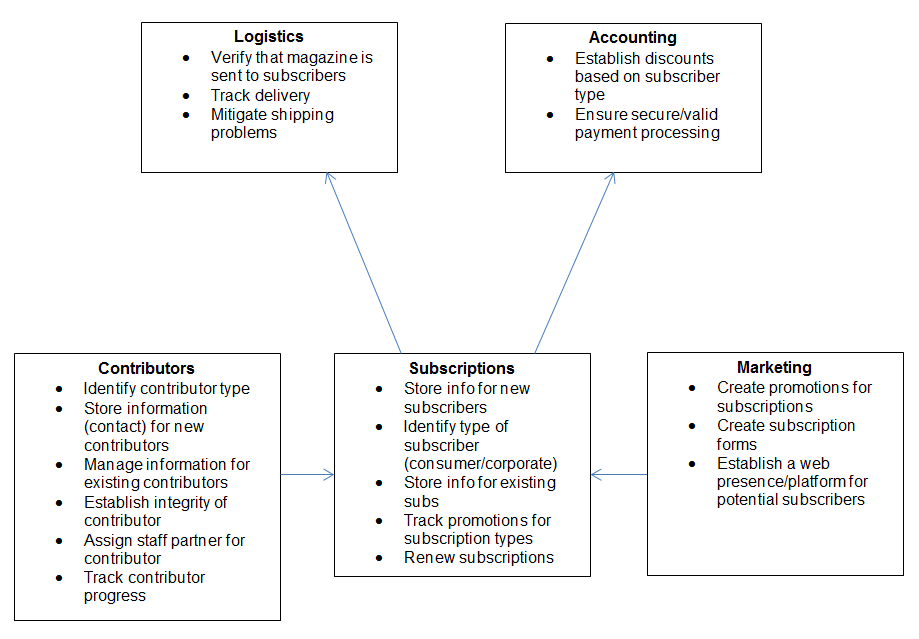 Logistics
• Verify that magazine is
sent to subscribers
• Track delivery
• Mitigate shipping
problems
Accounting
• Establish discounts
based on subscriber
type
• Ensure secure/valid
payment processing
Contributors
• Identify contributor type
• Store information
(contact) for new
contributors
• Manage information for
existing contributors
• Establish integrity of
contributor
• Assign staff partner for
contributor
• Track contributor
progress
Subscriptions
• Store info for new
subscribers
• Identify type of
subscriber
(consumer/corporate)
• Store info for existing
subs
• Track promotions for
subscription types
• Renew subscriptions
Marketing
• Create promotions for
subscriptions
• Create subscription
forms
• Establish a web
presence/platform for
potential subscribers